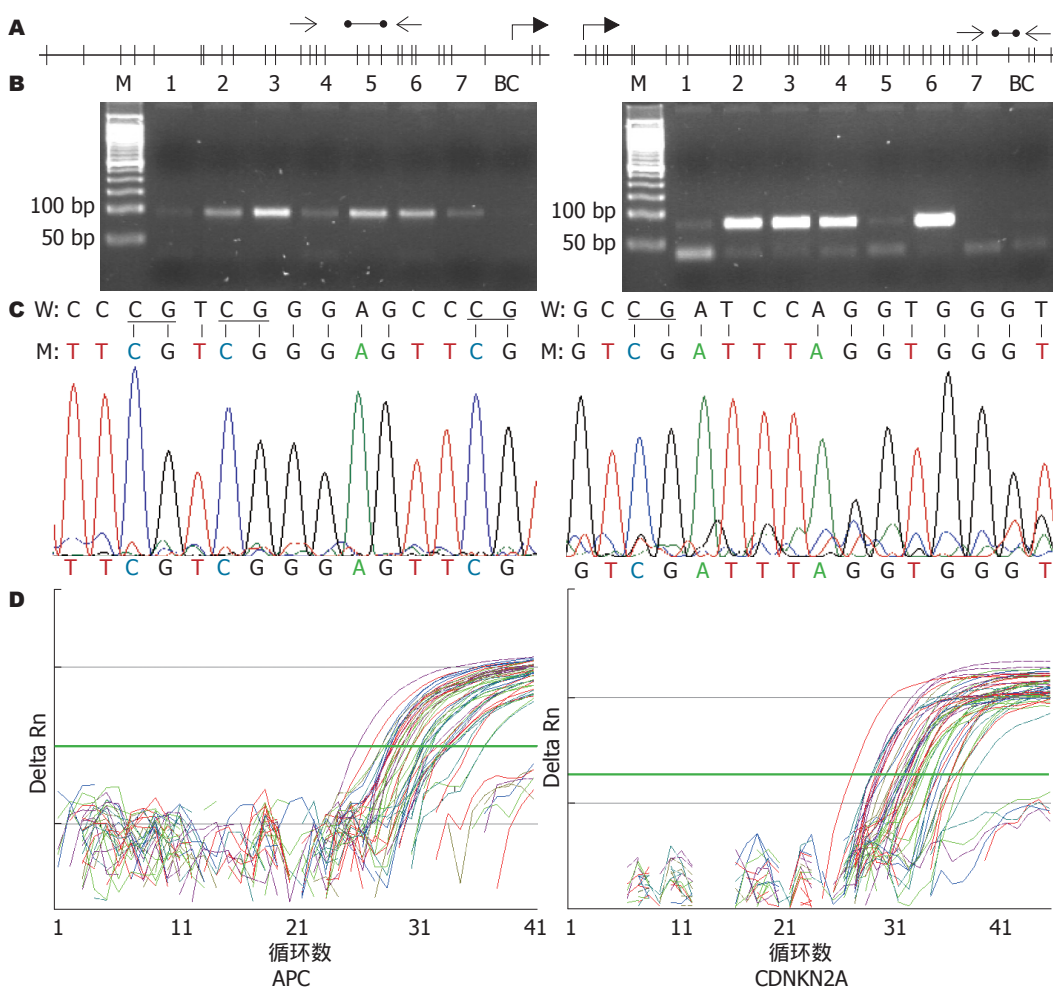 A
B
M 1 2 3 4 5 6 7 BC
M 1 2 3 4 5 6 7 BC
100 bp
50 bp
100 bp
50 bp
C
W: C C C G T C G G G A G C C C G
M: T T C G T C G G G A G T T C G
T T C G T C G G G A G T T C G
G C C G A T C C A G G T G G G T
G T C G A T T T A G G T G G G T
G T C G A T T T A G G T G G G T
D
Delta Rn
1 11 21 31 41
循环数
APC
Delta Rn
1 11 21 31 41
循环数
CDNKN2A